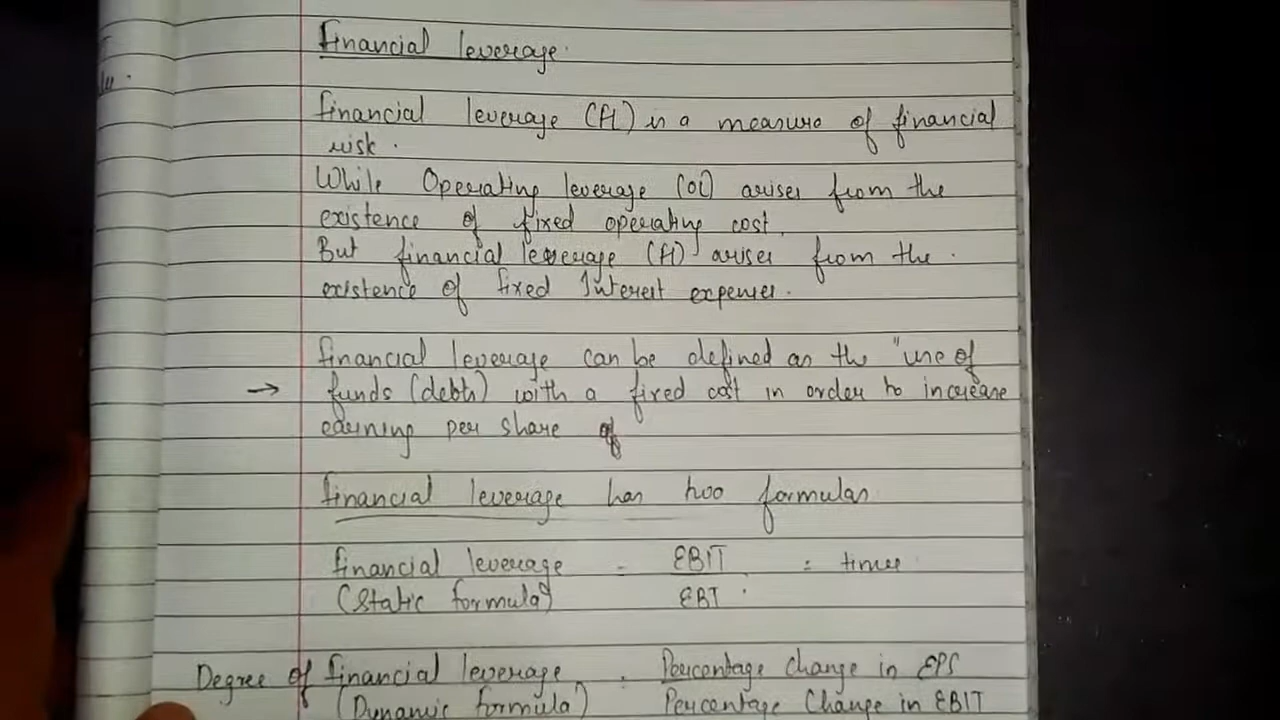 Financial leverage.
Financial leverage (FL) is a measure of financial
risk.
While Operating leverage (OL) arises from the
existence of fixed operating cost.
But financial leverage (FL) arises from the.
existence of fixed Interest expenses.
Financial leverage can be defined as the "use of
→ funds (debts) with a fixed cost in order to increase
earning per share of
Financial leverage has two formulas
Financial leverage = EBIT = times
(Static formula) EBT.
Degree of financial leverage = Percentage change in EPS
(Dynamic formula) Percentage Change in EBIT